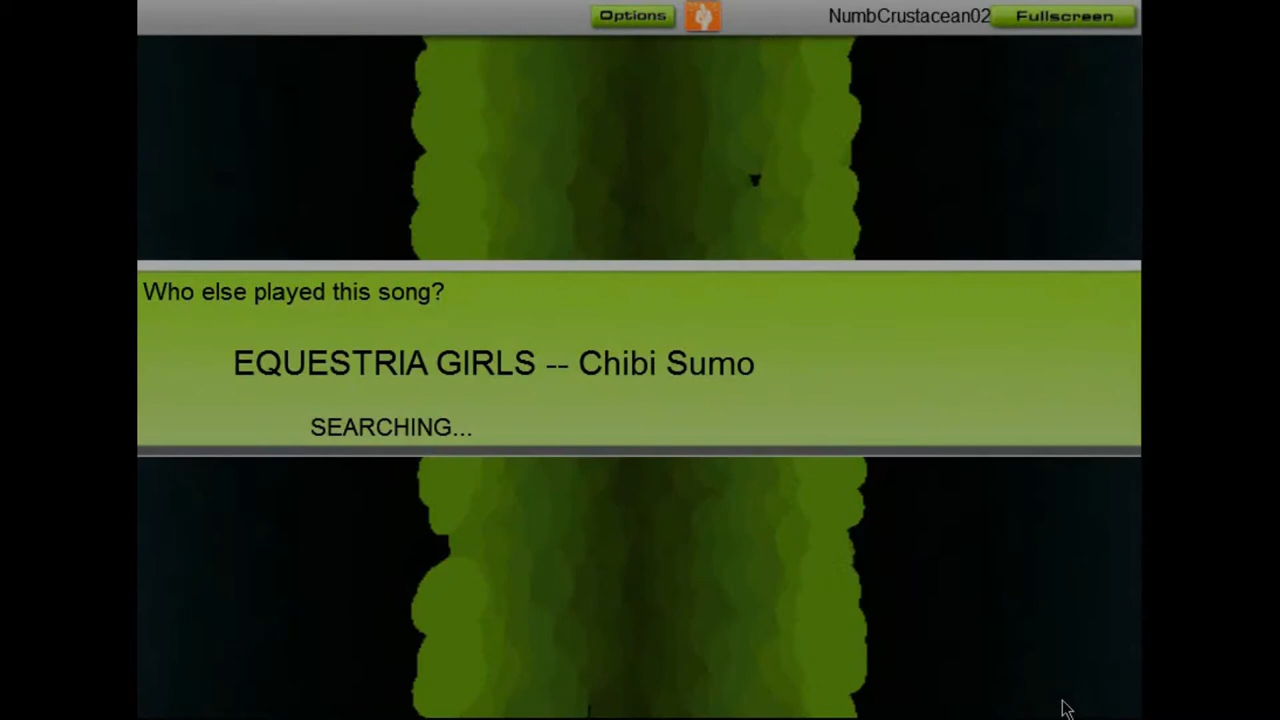 Options
NumbCrustacean02
Fullscreen
Who else played this song?
EQUESTRIA GIRLS -- Chibi Sumo
SEARCHING...